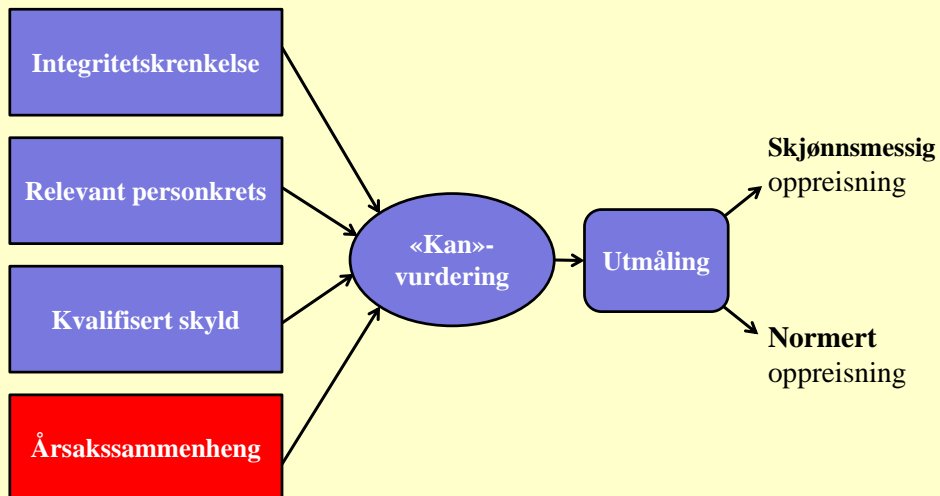 Integritetskrenkelse
Relevant personkrets
Kvalifisert skyld
Årsakssammenheng
«Kan»-
vurdering
Utmåling
Skjønnsmessig
oppreisning
Normert
oppreisning